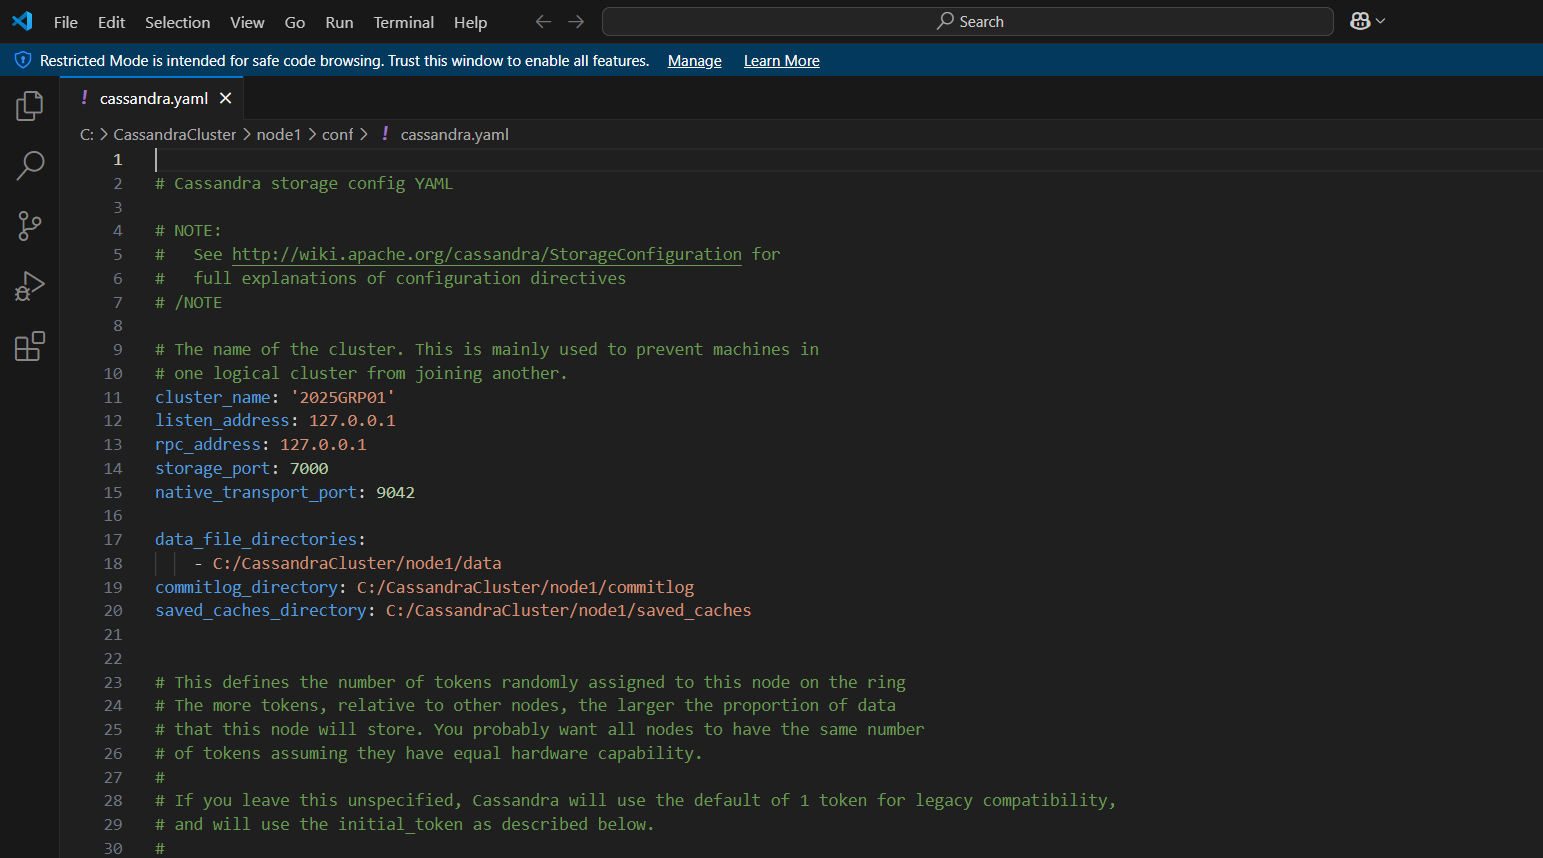 File Edit Selection View Go Run Terminal Help Search
Restricted Mode is intended for safe code browsing. Trust this window to enable all features. Manage Learn More
! cassandra.yaml ×
C: > CassandraCluster > node1 > conf > ! cassandra.yaml
1
2 # Cassandra storage config YAML
3
4 # NOTE:
5 #   See http://wiki.apache.org/cassandra/StorageConfiguration for
6 #   full explanations of configuration directives
7 # /NOTE
8
9 # The name of the cluster. This is mainly used to prevent machines in
10 # one logical cluster from joining another.
11 cluster_name: '2025GRP01'
12 listen_address: 127.0.0.1
13 rpc_address: 127.0.0.1
14 storage_port: 7000
15 native_transport_port: 9042
16
17 data_file_directories:
18     - C:/CassandraCluster/node1/data
19 commitlog_directory: C:/CassandraCluster/node1/commitlog
20 saved_caches_directory: C:/CassandraCluster/node1/saved_caches
21
22
23 # This defines the number of tokens randomly assigned to this node on the ring
24 # The more tokens, relative to other nodes, the larger the proportion of data
25 # that this node will store. You probably want all nodes to have the same number
26 # of tokens assuming they have equal hardware capability.
27 #
28 # If you leave this unspecified, Cassandra will use the default of 1 token for legacy compatibility,
29 # and will use the initial_token as described below.
30 #